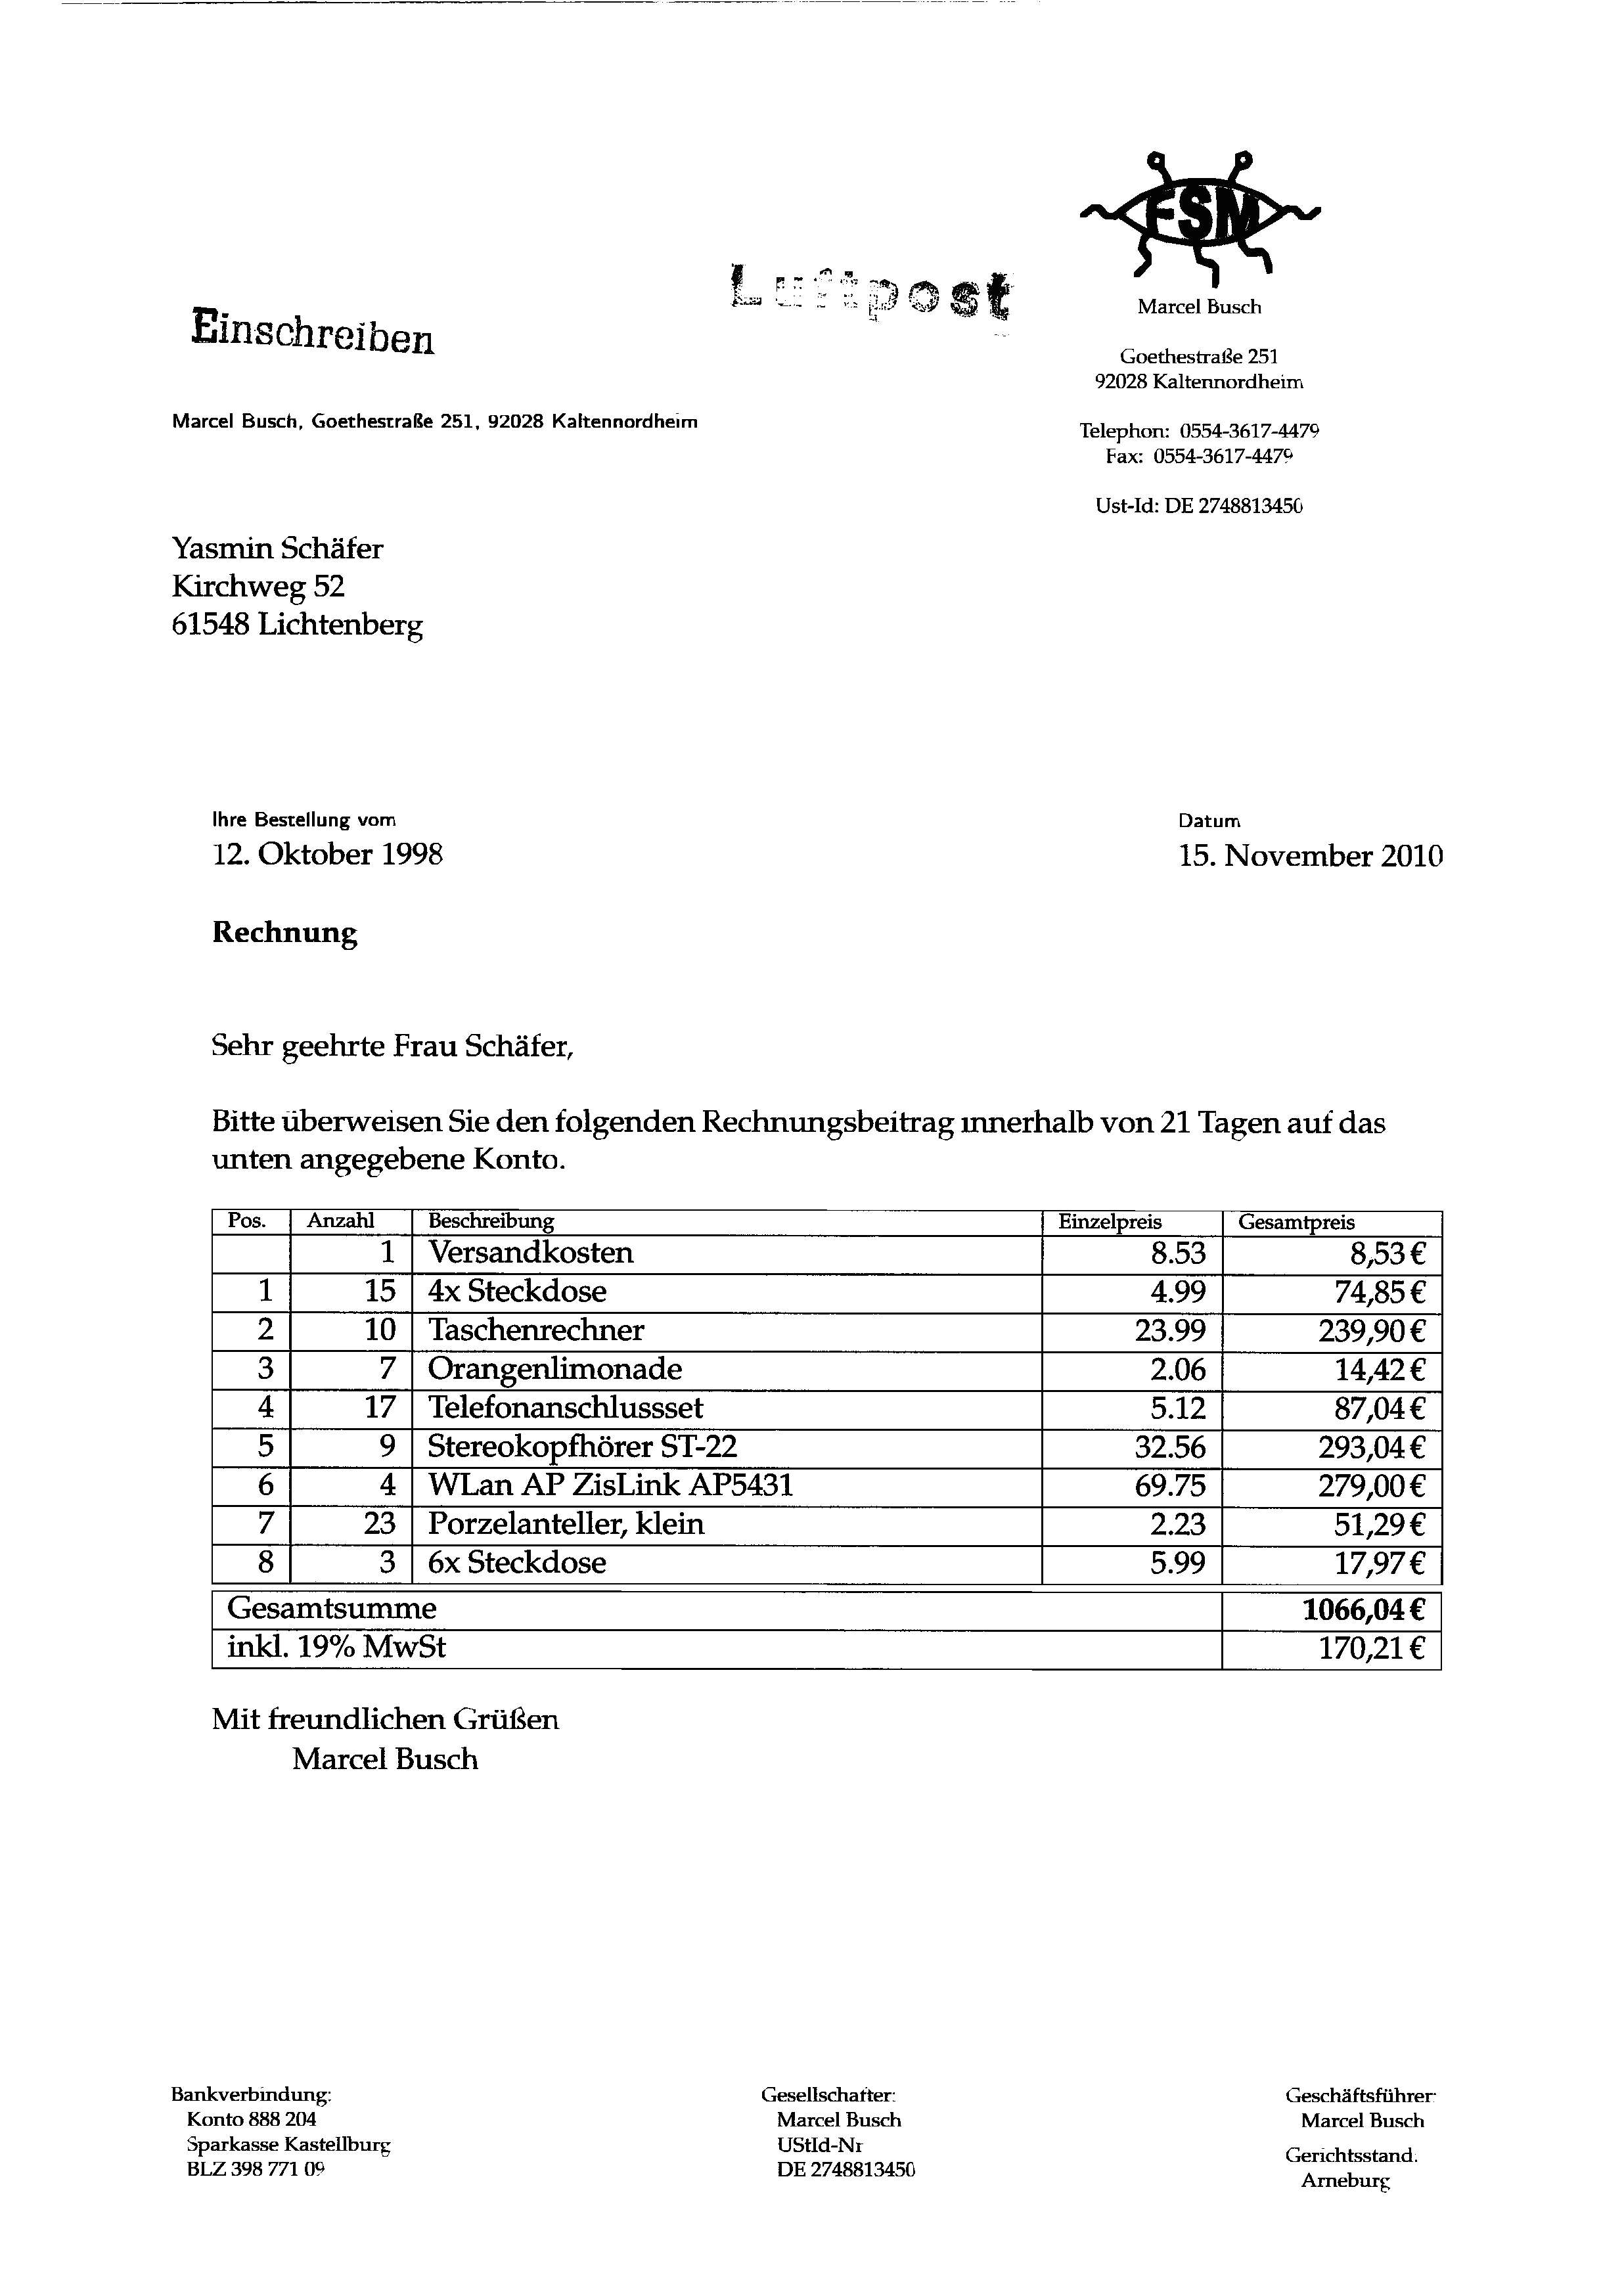 FSM
Marcel Busch
Luftpost
Einschreiben
Goethestraße 251
92028 Kaltennordheim
Marcel Busch, Goethestraße 251, 92028 Kaltennordheim
Telephon: 0554-3617-4479
Fax: 0554-3617-4479
Ust-Id: DE 2748813450
Yasmin Schäfer
Kirchweg 52
61548 Lichtenberg
Ihre Bestellung vom
12. Oktober 1998
Datum
15. November 2010
Rechnung
Sehr geehrte Frau Schäfer,
Bitte überweisen Sie den folgenden Rechnungsbeitrag innerhalb von 21 Tagen auf das
unten angegebene Konto.
Pos. Anzahl Beschreibung Einzelpreis Gesamtpreis
1 Versandkosten 8.53 8,53 €
1 15 4x Steckdose 4.99 74,85 €
2 10 Taschenrechner 23.99 239,90 €
3 7 Orangenlimonade 2.06 14,42 €
4 17 Telefonanschlussset 5.12 87,04 €
5 9 Stereokopfhörer ST-22 32.56 293,04 €
6 4 WLan AP ZisLink AP5431 69.75 279,00 €
7 23 Porzelanteller, klein 2.23 51,29 €
8 3 6x Steckdose 5.99 17,97 €
Gesamtsumme 1066,04 €
inkl. 19% MwSt 170,21 €
Mit freundlichen Grüßen
Marcel Busch
Bankverbindung:
Konto 888 204
Sparkasse Kastellburg
BLZ 398 771 09
Gesellschafter:
Marcel Busch
UStId-Nr
DE 2748813450
Geschäftsführer:
Marcel Busch
Gerichtsstand:
Arneburg